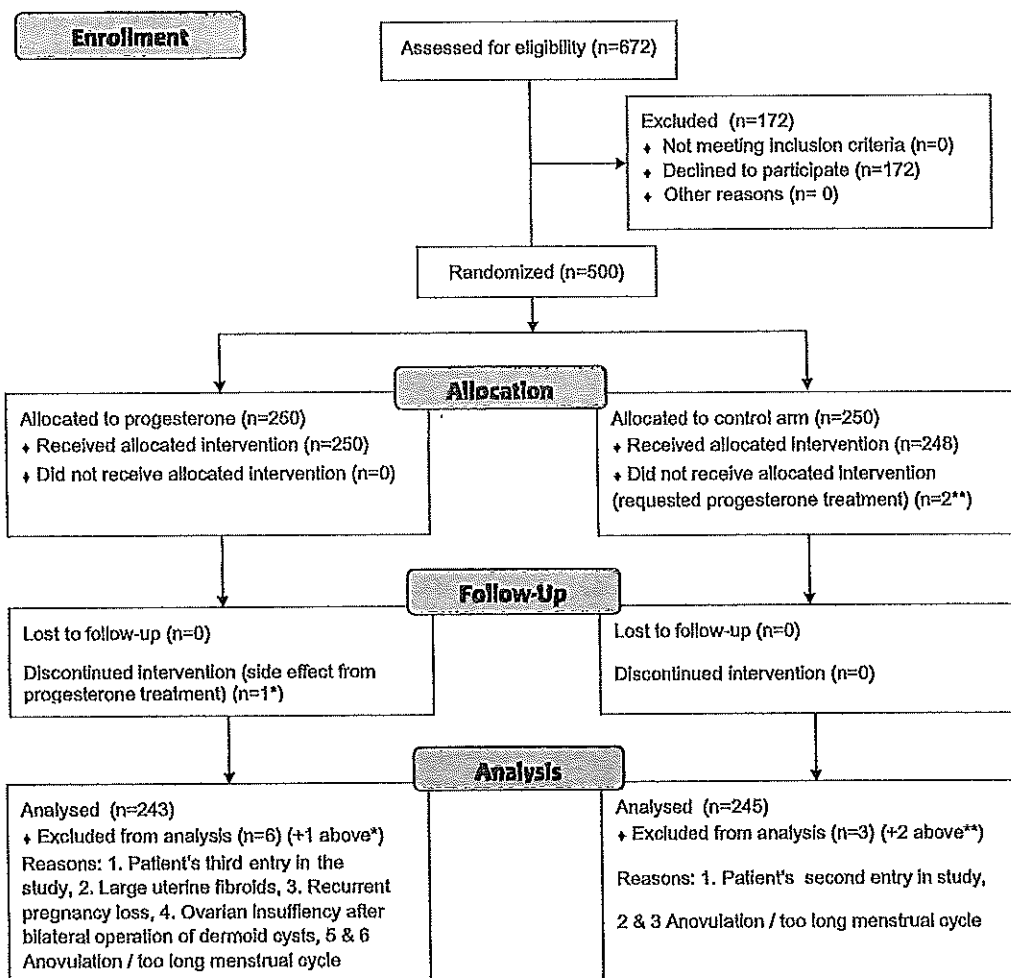 Enrollment
Assessed for eligibility (n=672)
Excluded (n=172)
♦ Not meeting inclusion criteria (n=0)
♦ Declined to participate (n=172)
♦ Other reasons (n= 0)
Randomized (n=500)
Allocation
Allocated to progesterone (n=250)
♦ Received allocated intervention (n=250)
♦ Did not receive allocated intervention (n=0)
Allocated to control arm (n=250)
♦ Received allocated intervention (n=248)
♦ Did not receive allocated intervention
(requested progesterone treatment) (n=2**)
Follow-Up
Lost to follow-up (n=0)
Discontinued intervention (side effect from
progesterone treatment) (n=1*)
Lost to follow-up (n=0)
Discontinued intervention (n=0)
Analysis
Analysed (n=243)
♦ Excluded from analysis (n=6) (+1 above*)
Reasons: 1. Patient's third entry in the
study, 2. Large uterine fibroids, 3. Recurrent
pregnancy loss, 4. Ovarian insuffiency after
bilateral operation of dermoid cysts, 5 & 6
Anovulation / too long menstrual cycle
Analysed (n=245)
♦ Excluded from analysis (n=3) (+2 above**)
Reasons: 1. Patient's second entry in study,
2 & 3 Anovulation / too long menstrual cycle